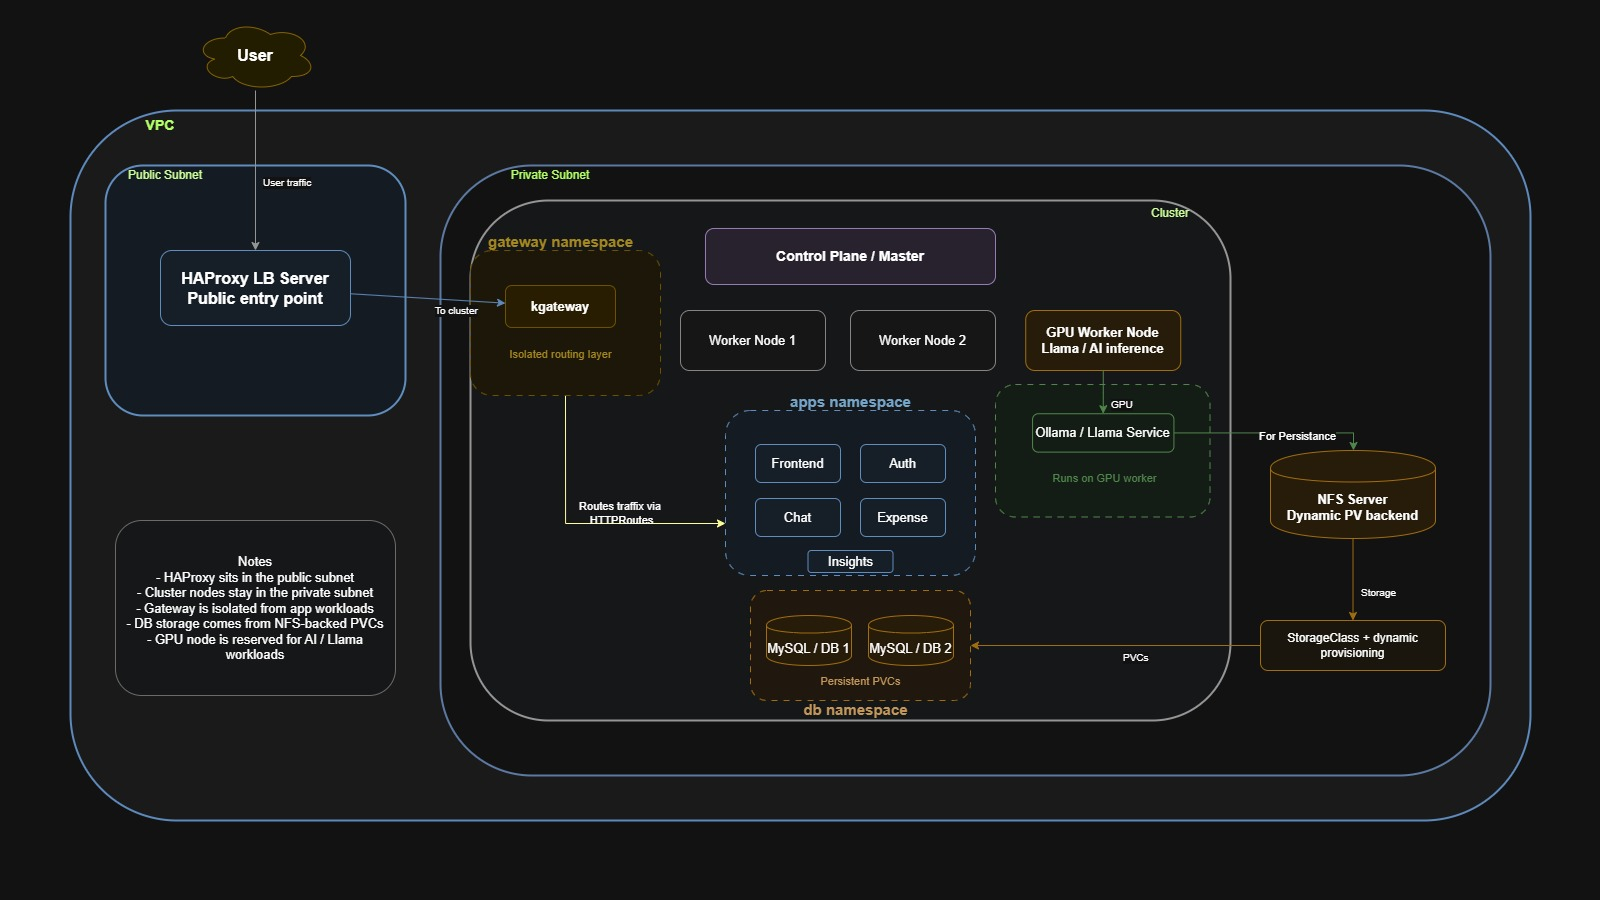 User
VPC
Public Subnet
User traffic
HAProxy LB Server
Public entry point
To cluster
Private Subnet
Cluster
gateway namespace
kgateway
Isolated routing layer
Control Plane / Master
Worker Node 1
Worker Node 2
GPU Worker Node
Llama / AI inference
GPU
Ollama / Llama Service
Runs on GPU worker
For Persistance
NFS Server
Dynamic PV backend
apps namespace
Frontend
Auth
Chat
Expense
Insights
Routes traffix via
HTTPRoutes
Notes
- HAProxy sits in the public subnet
- Cluster nodes stay in the private subnet
- Gateway is isolated from app workloads
- DB storage comes from NFS-backed PVCs
- GPU node is reserved for AI / Llama
workloads
Storage
StorageClass + dynamic
provisioning
PVCs
MySQL / DB 1
MySQL / DB 2
Persistent PVCs
db namespace